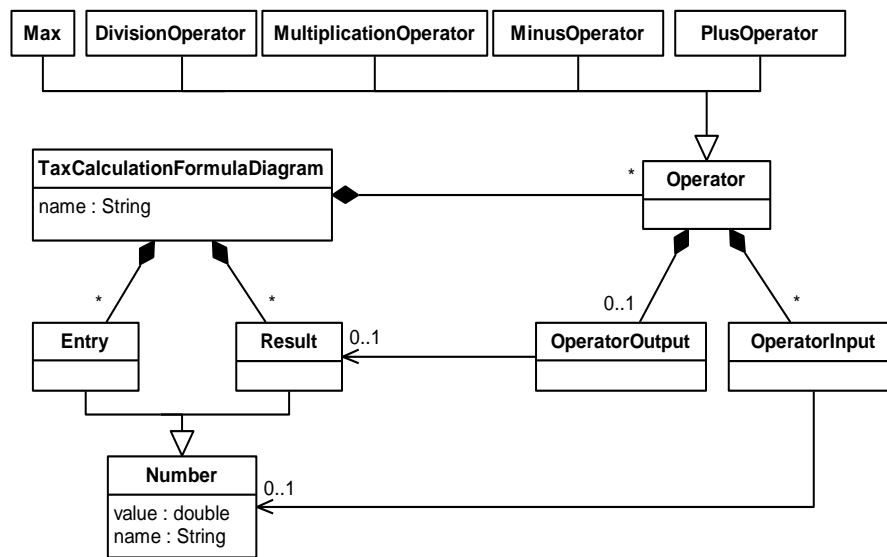 Max
DivisionOperator
MultiplicationOperator
MinusOperator
PlusOperator
TaxCalculationFormulaDiagram
name : String
*
Operator
*
*
0..1
*
Entry
Result
0..1
OperatorOutput
OperatorInput
Number
value : double
name : String
0..1